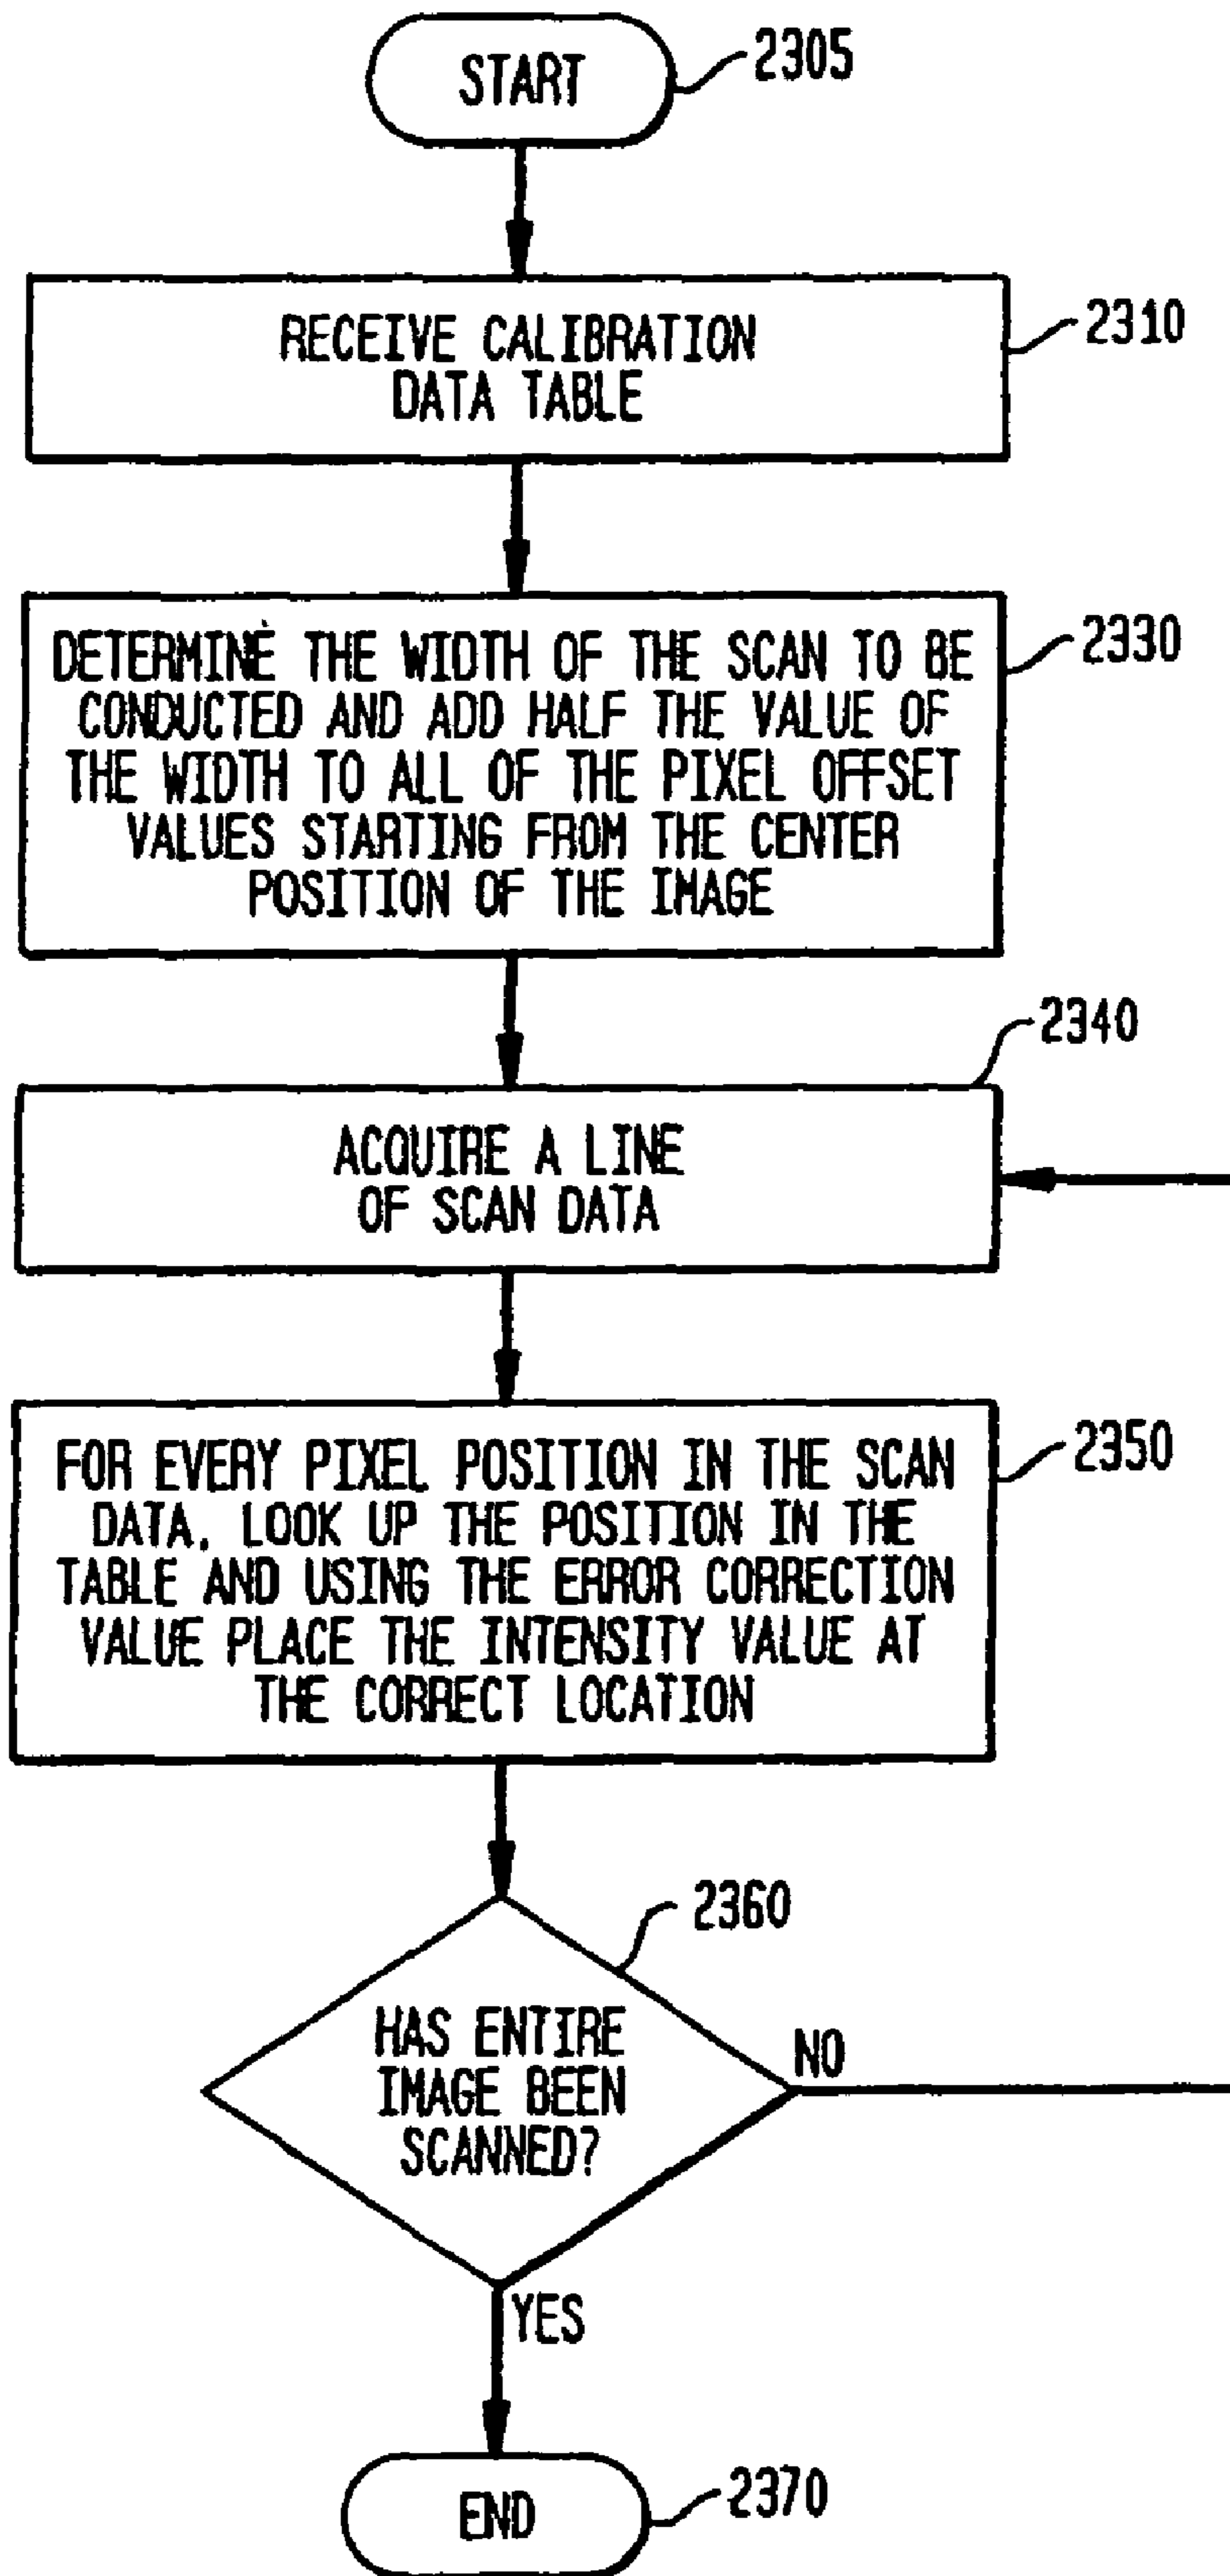 START
2305
RECEIVE CALIBRATION
DATA TABLE
2310
DETERMINE THE WIDTH OF THE SCAN TO BE
CONDUCTED AND ADD HALF THE VALUE OF
THE WIDTH TO ALL OF THE PIXEL OFFSET
VALUES STARTING FROM THE CENTER
POSITION OF THE IMAGE
2330
2340
ACQUIRE A LINE
OF SCAN DATA
FOR EVERY PIXEL POSITION IN THE SCAN
DATA, LOOK UP THE POSITION IN THE
TABLE AND USING THE ERROR CORRECTION
VALUE PLACE THE INTENSITY VALUE AT
THE CORRECT LOCATION
2350
2360
HAS ENTIRE
IMAGE BEEN
SCANNED?
NO
YES
END
2370